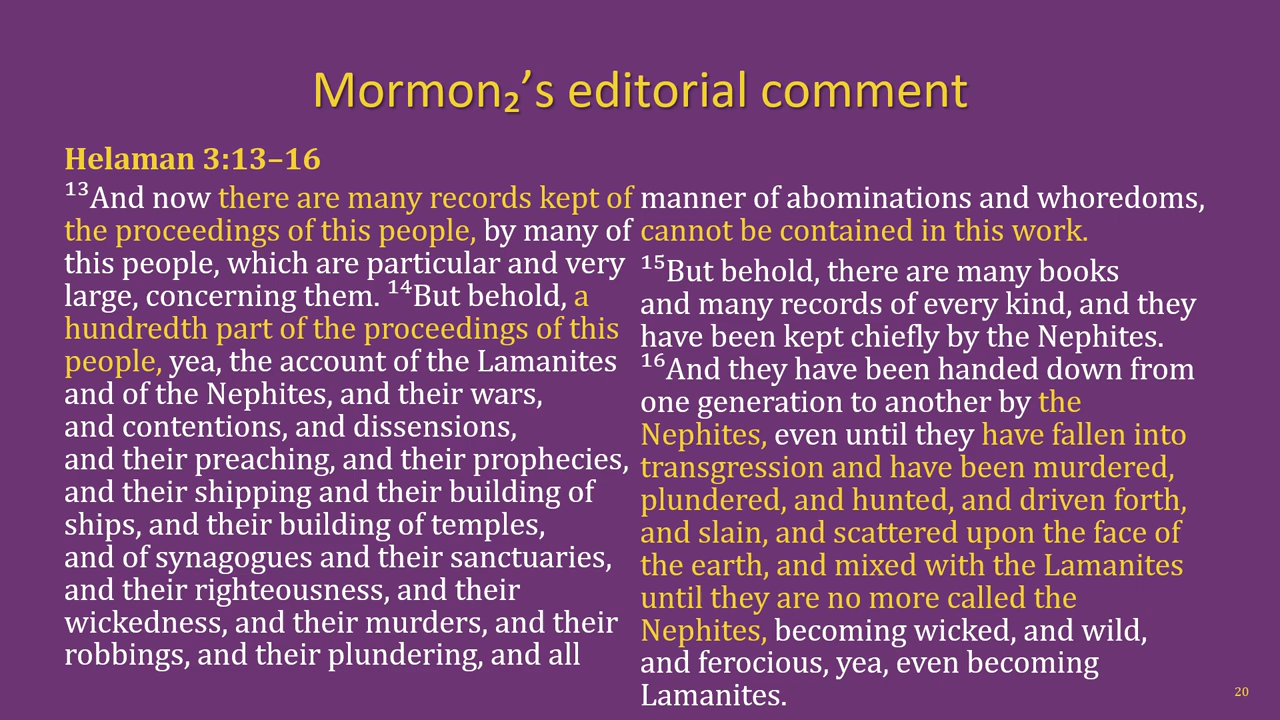 Mormon₂’s editorial comment
Helaman 3:13–16
¹³And now there are many records kept of
the proceedings of this people, by many of
this people, which are particular and very
large, concerning them. ¹⁴But behold, a
hundredth part of the proceedings of this
people, yea, the account of the Lamanites
and of the Nephites, and their wars,
and contentions, and dissensions,
and their preaching, and their prophecies,
and their shipping and their building of
ships, and their building of temples,
and of synagogues and their sanctuaries,
and their righteousness, and their
wickedness, and their murders, and their
robbings, and their plundering, and all
manner of abominations and whoredoms,
cannot be contained in this work.
¹⁵But behold, there are many books
and many records of every kind, and they
have been kept chiefly by the Nephites.
¹⁶And they have been handed down from
one generation to another by the
Nephites, even until they have fallen into
transgression and have been murdered,
plundered, and hunted, and driven forth,
and slain, and scattered upon the face of
the earth, and mixed with the Lamanites
until they are no more called the
Nephites, becoming wicked, and wild,
and ferocious, yea, even becoming
Lamanites.
20